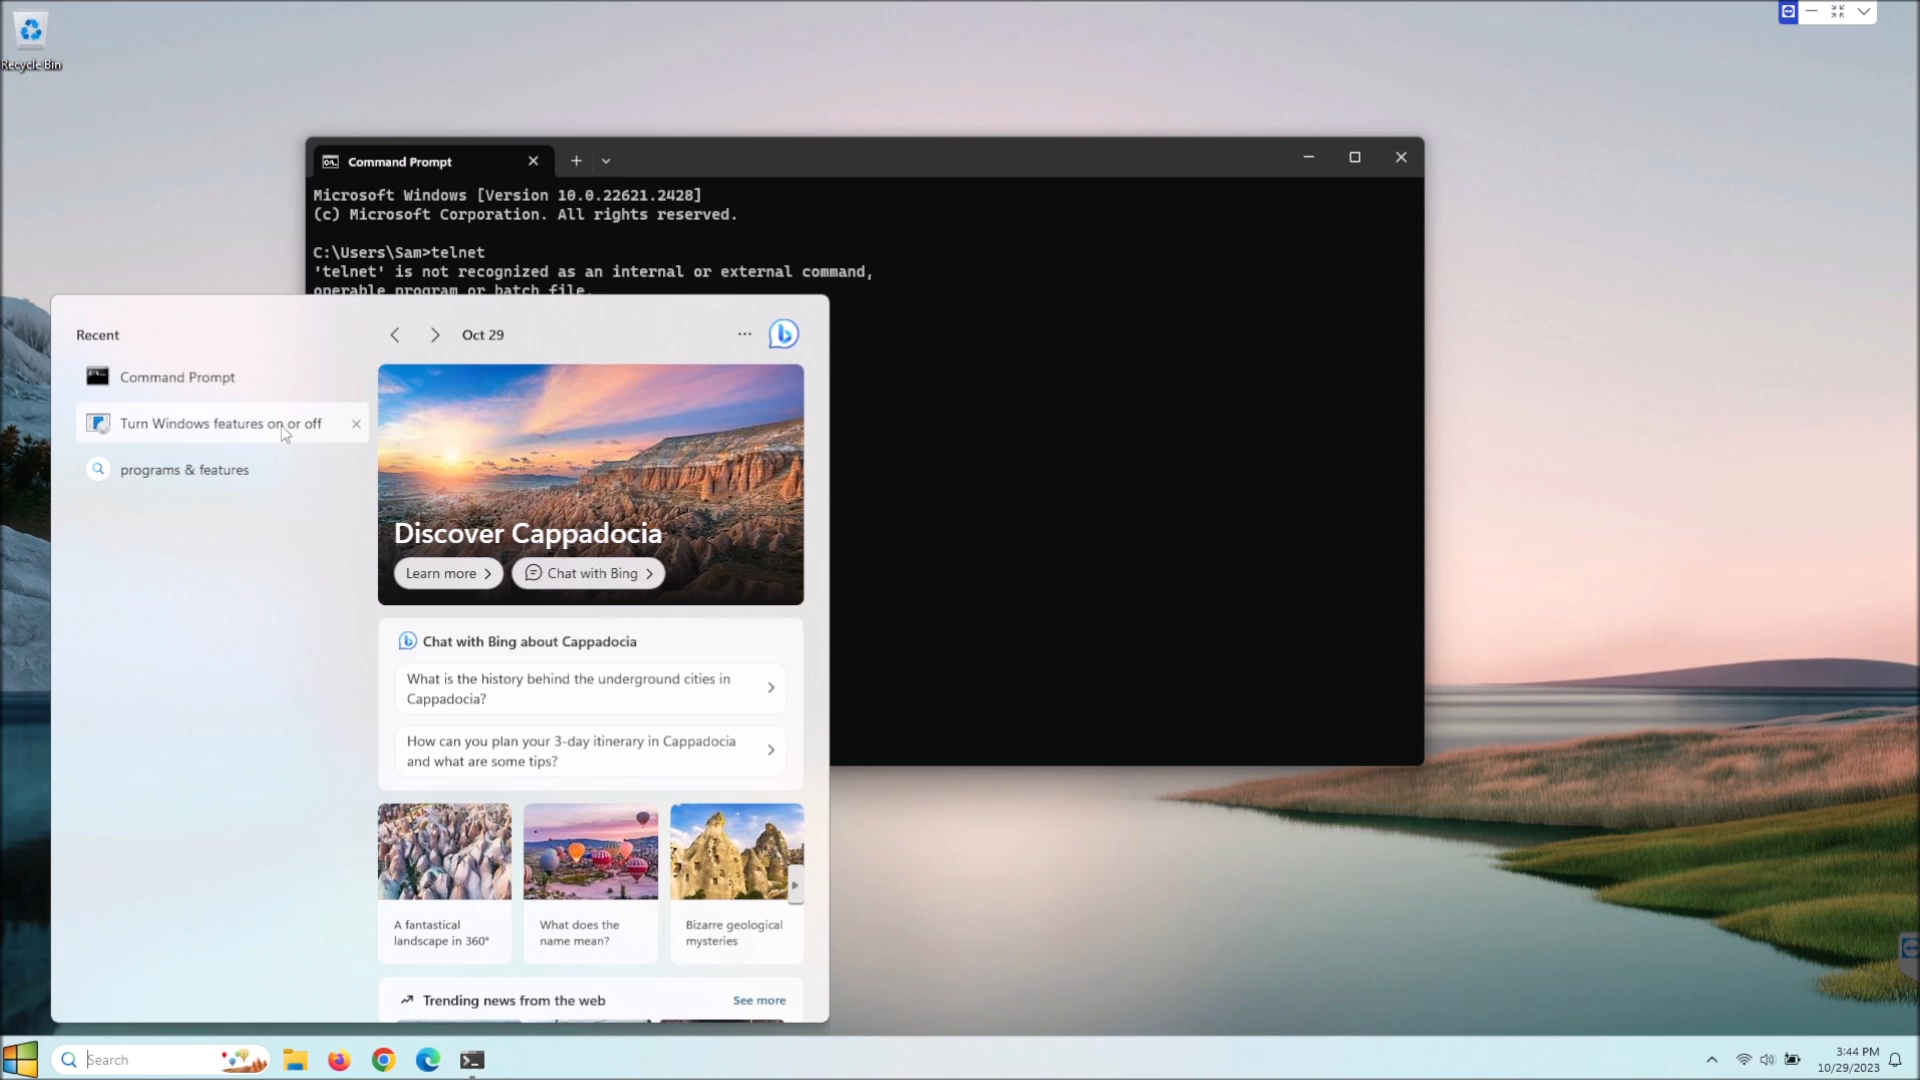 Recycle Bin
Command Prompt
Microsoft Windows [Version 10.0.22621.2428]
(c) Microsoft Corporation. All rights reserved.
C:\Users\Sam>telnet
'telnet' is not recognized as an internal or external command,
operable program or batch file.
Recent
Oct 29
Command Prompt
Turn Windows features on or off
programs & features
Discover Cappadocia
Learn more
Chat with Bing
Chat with Bing about Cappadocia
What is the history behind the underground cities in
Cappadocia?
How can you plan your 3-day itinerary in Cappadocia
and what are some tips?
A fantastical
landscape in 360°
What does the
name mean?
Bizarre geological
mysteries
Trending news from the web
See more
Search
3:44 PM
10/29/2023